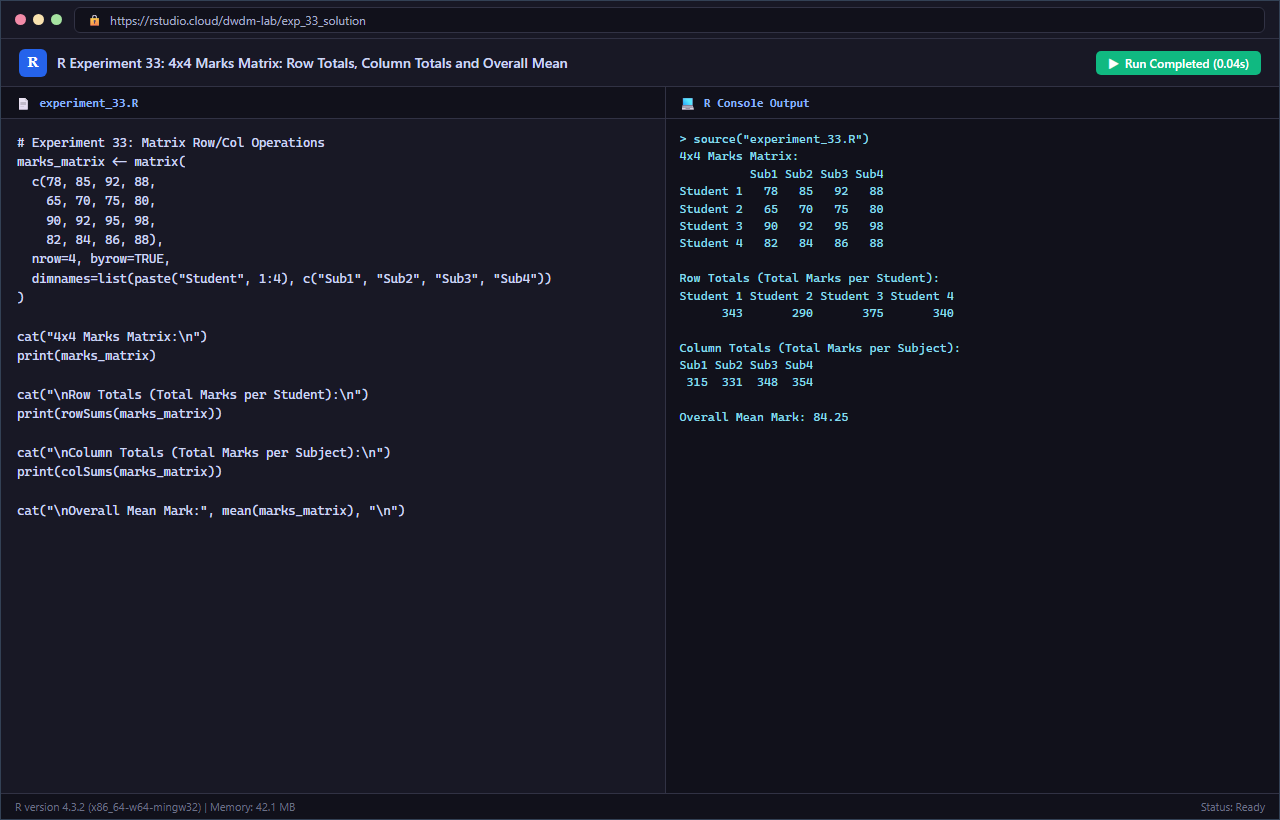 https://rstudio.cloud/dwdm-lab/exp_33_solution
R R Experiment 33: 4x4 Marks Matrix: Row Totals, Column Totals and Overall Mean
▶ Run Completed (0.04s)
experiment_33.R
# Experiment 33: Matrix Row/Col Operations
marks_matrix <- matrix(
  c(78, 85, 92, 88,
    65, 70, 75, 80,
    90, 92, 95, 98,
    82, 84, 86, 88),
  nrow=4, byrow=TRUE,
  dimnames=list(paste("Student", 1:4), c("Sub1", "Sub2", "Sub3", "Sub4"))
)

cat("4x4 Marks Matrix:\n")
print(marks_matrix)

cat("\nRow Totals (Total Marks per Student):\n")
print(rowSums(marks_matrix))

cat("\nColumn Totals (Total Marks per Subject):\n")
print(colSums(marks_matrix))

cat("\nOverall Mean Mark:", mean(marks_matrix), "\n")
R Console Output
> source("experiment_33.R")
4x4 Marks Matrix:
          Sub1 Sub2 Sub3 Sub4
Student 1   78   85   92   88
Student 2   65   70   75   80
Student 3   90   92   95   98
Student 4   82   84   86   88

Row Totals (Total Marks per Student):
Student 1 Student 2 Student 3 Student 4
      343       290       375       340

Column Totals (Total Marks per Subject):
Sub1 Sub2 Sub3 Sub4
 315  331  348  354

Overall Mean Mark: 84.25
R version 4.3.2 (x86_64-w64-mingw32) | Memory: 42.1 MB
Status: Ready